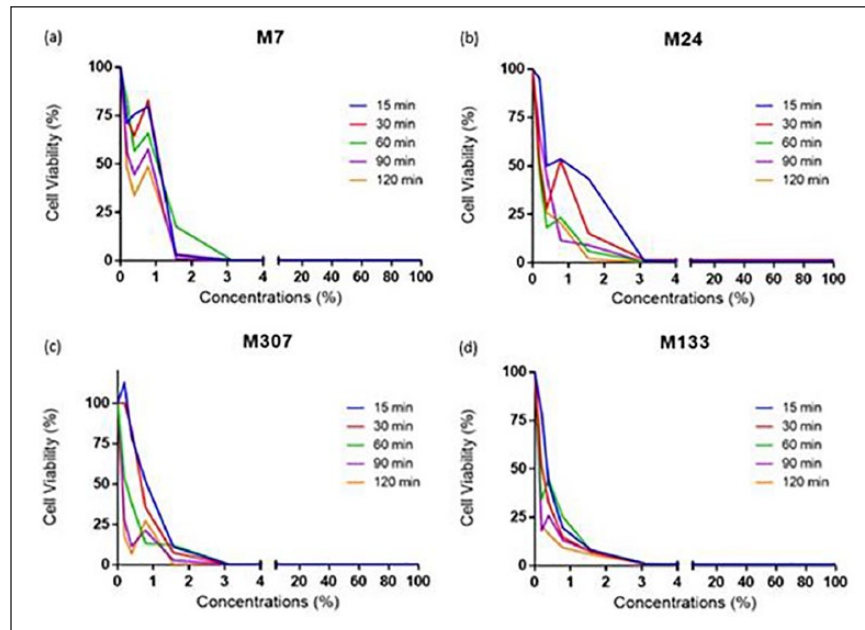 (a) M7
100
75
50
25
0
Cell Viability (%)
15 min
30 min
60 min
90 min
120 min
0 1 2 3 4 20 40 60 80 100
Concentrations (%)
(b) M24
100
75
50
25
0
Cell Viability (%)
15 min
30 min
60 min
90 min
120 min
0 1 2 3 4 20 40 60 80 100
Concentrations (%)
(c) M307
100
75
50
25
0
Cell Viability (%)
15 min
30 min
60 min
90 min
120 min
0 1 2 3 4 20 40 60 80 100
Concentrations (%)
(d) M133
100
75
50
25
0
Cell Viability (%)
15 min
30 min
60 min
90 min
120 min
0 1 2 3 4 20 40 60 80 100
Concentrations (%)